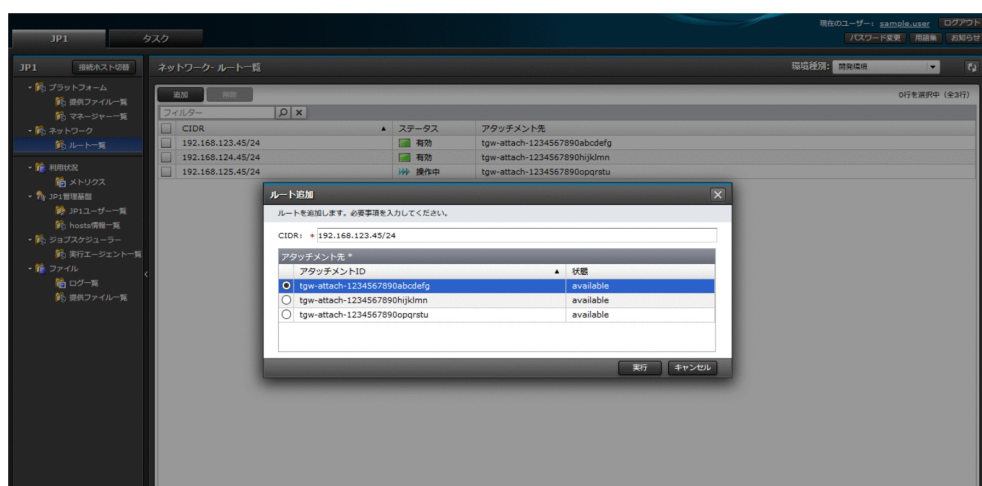 現在のユーザー: sample.user ログアウト
JP1 タスク パスワード変更 用語集 お知らせ
JP1 接続ホスト切替 ネットワーク- ルート一覧 環境種別: 開発環境
プラットフォーム
提供ファイル一覧
マネージャー一覧
ネットワーク
ルート一覧
利用状況
メトリクス
JP1管理基盤
JP1ユーザー一覧
hosts情報一覧
ジョブスケジューラー
実行エージェント一覧
ファイル
ログ一覧
提供ファイル一覧
追加 削除 0行を選択中 (全3行)
フィルター
CIDR ▲ ステータス アタッチメント先
192.168.123.45/24 有効 tgw-attach-1234567890abcdefg
192.168.124.45/24 有効 tgw-attach-1234567890hijklmn
192.168.125.45/24 操作中 tgw-attach-1234567890opqrstu
ルート追加
ルートを追加します。必要事項を入力してください。
CIDR: * 192.168.123.45/24
アタッチメント先 *
アタッチメントID ▲ 状態
tgw-attach-1234567890abcdefg available
tgw-attach-1234567890hijklmn available
tgw-attach-1234567890opqrstu available
実行 キャンセル